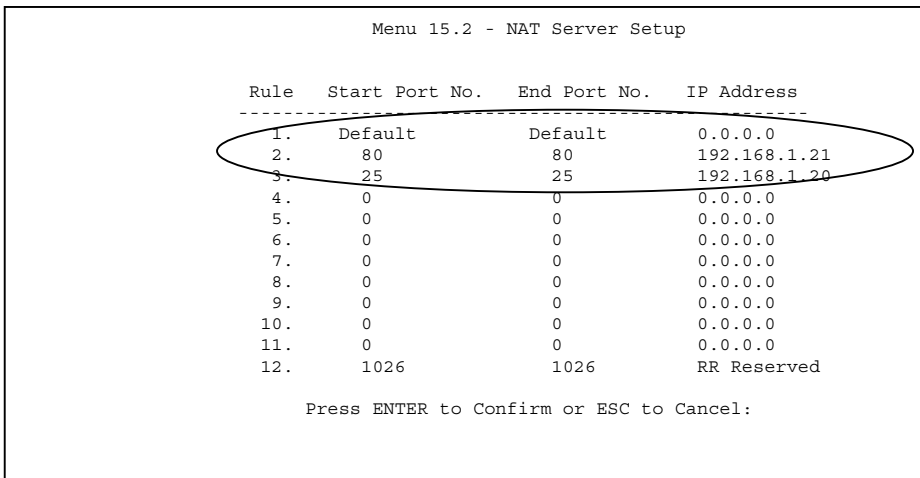 Menu 15.2 - NAT Server Setup
Rule Start Port No. End Port No. IP Address
---------------------------------------------------------
1. Default Default 0.0.0.0
2. 80 80 192.168.1.21
3. 25 25 192.168.1.20
4. 0 0 0.0.0.0
5. 0 0 0.0.0.0
6. 0 0 0.0.0.0
7. 0 0 0.0.0.0
8. 0 0 0.0.0.0
9. 0 0 0.0.0.0
10. 0 0 0.0.0.0
11. 0 0 0.0.0.0
12. 1026 1026 RR Reserved
Press ENTER to Confirm or ESC to Cancel: